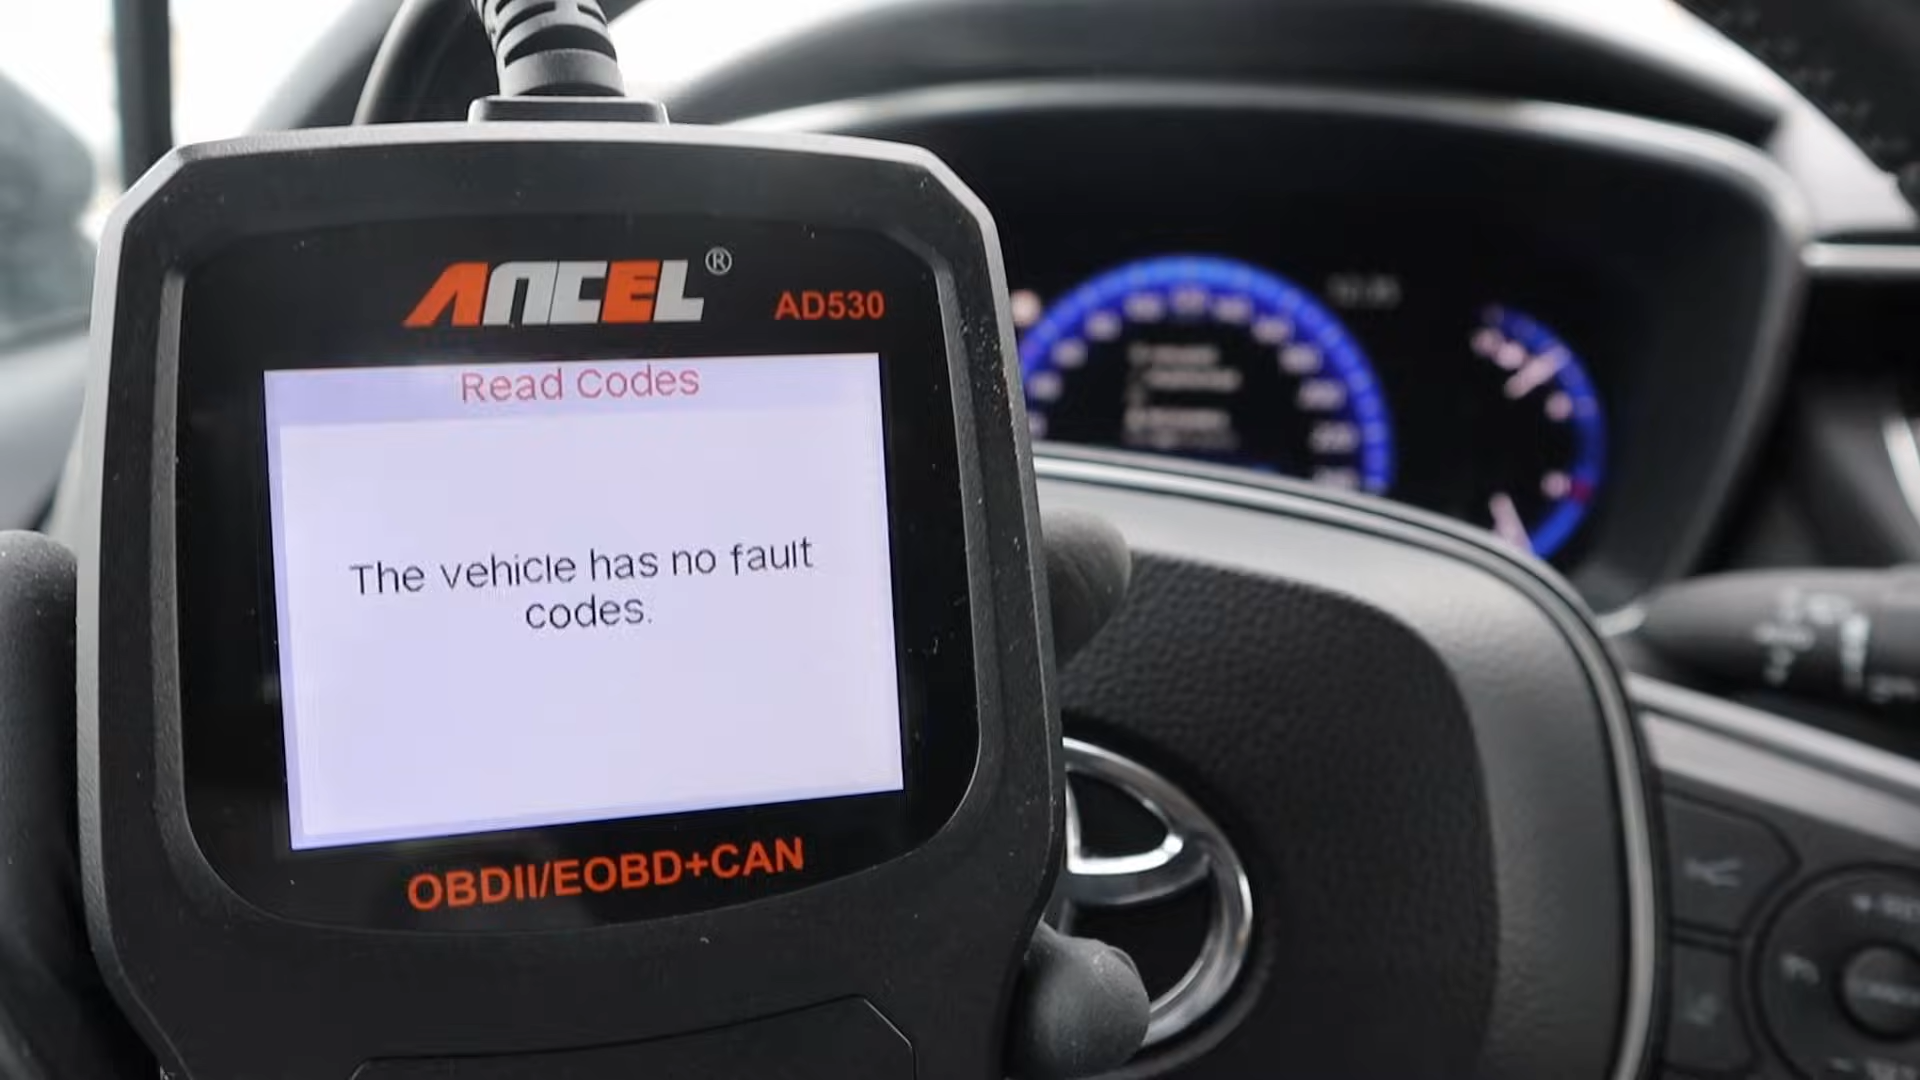 ANCEL®
AD530
Read Codes
The vehicle has no fault
codes.
OBDII/EOBD+CAN